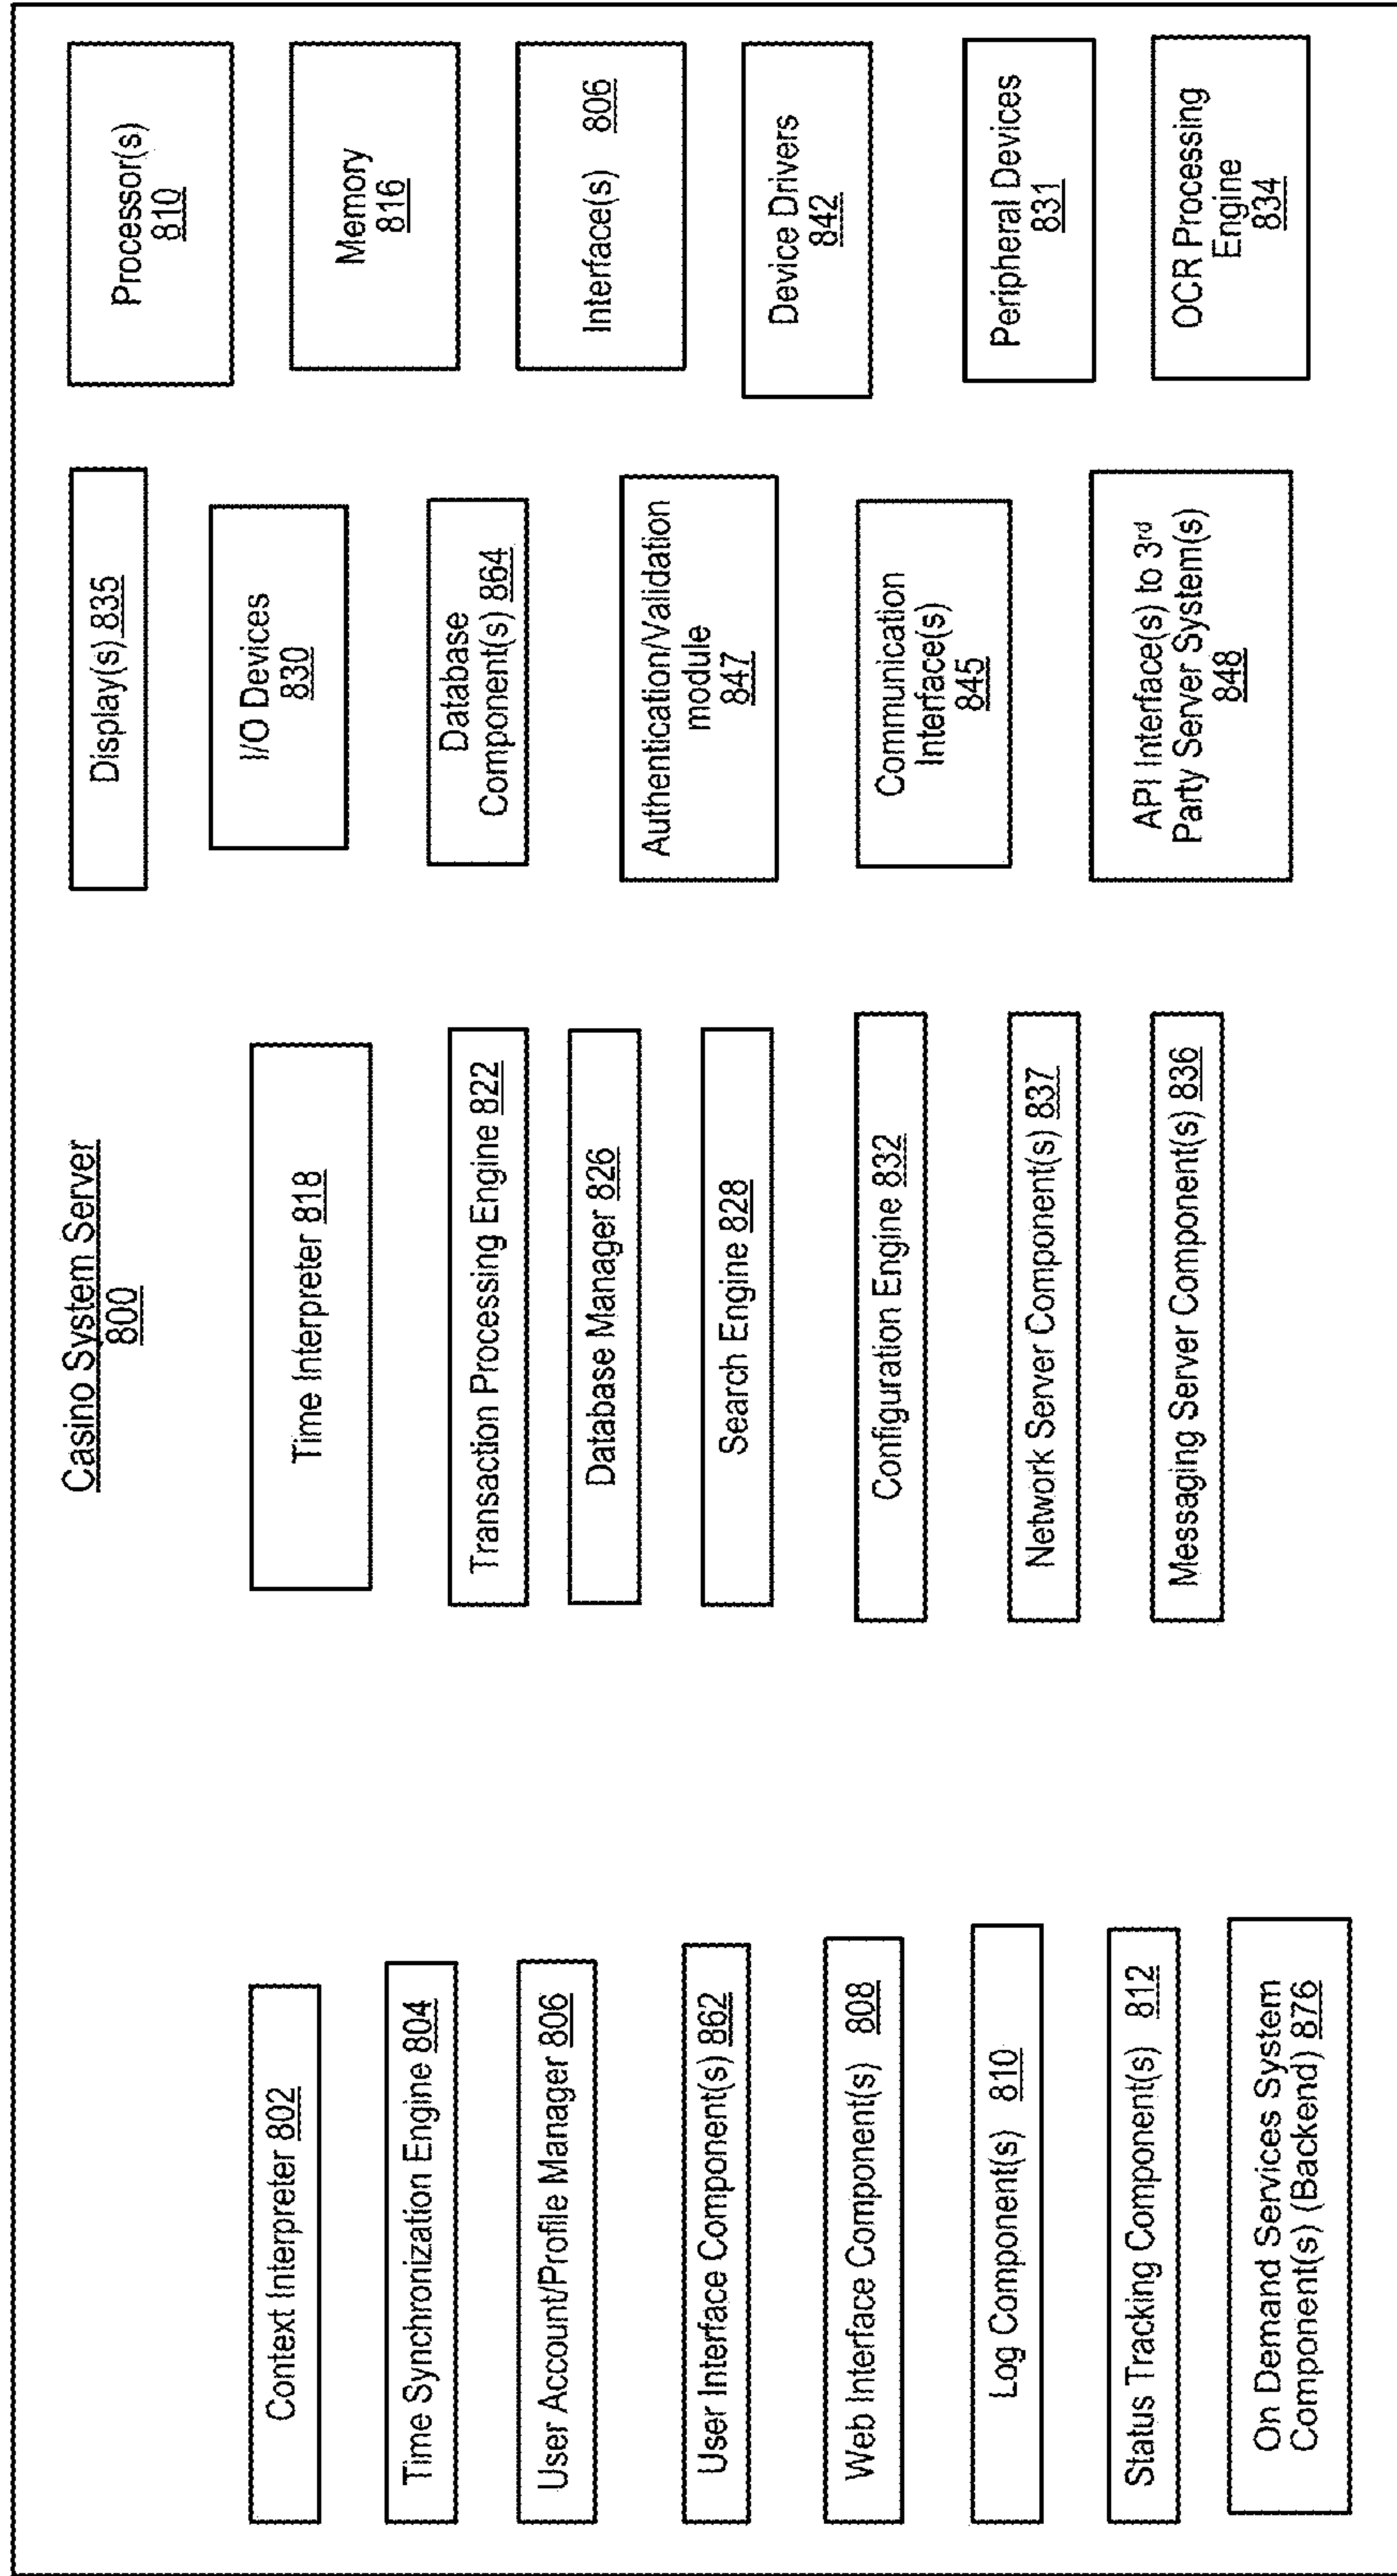 Casino System Server
800
Context Interpreter 802
Time Synchronization Engine 804
User Account/Profile Manager 806
User Interface Component(s) 862
Web Interface Component(s) 808
Log Component(s) 810
Status Tracking Component(s) 812
On Demand Services System
Component(s) (Backend) 876
Time Interpreter 818
Transaction Processing Engine 822
Database Manager 826
Search Engine 828
Configuration Engine 832
Network Server Component(s) 837
Messaging Server Component(s) 836
Display(s) 835
I/O Devices
830
Database
Component(s) 864
Authentication/Validation
module
847
Communication
Interface(s)
845
API Interface(s) to 3rd
Party Server System(s)
848
Processor(s)
810
Memory
816
Interface(s) 806
Device Drivers
842
Peripheral Devices
831
OCR Processing
Engine
834